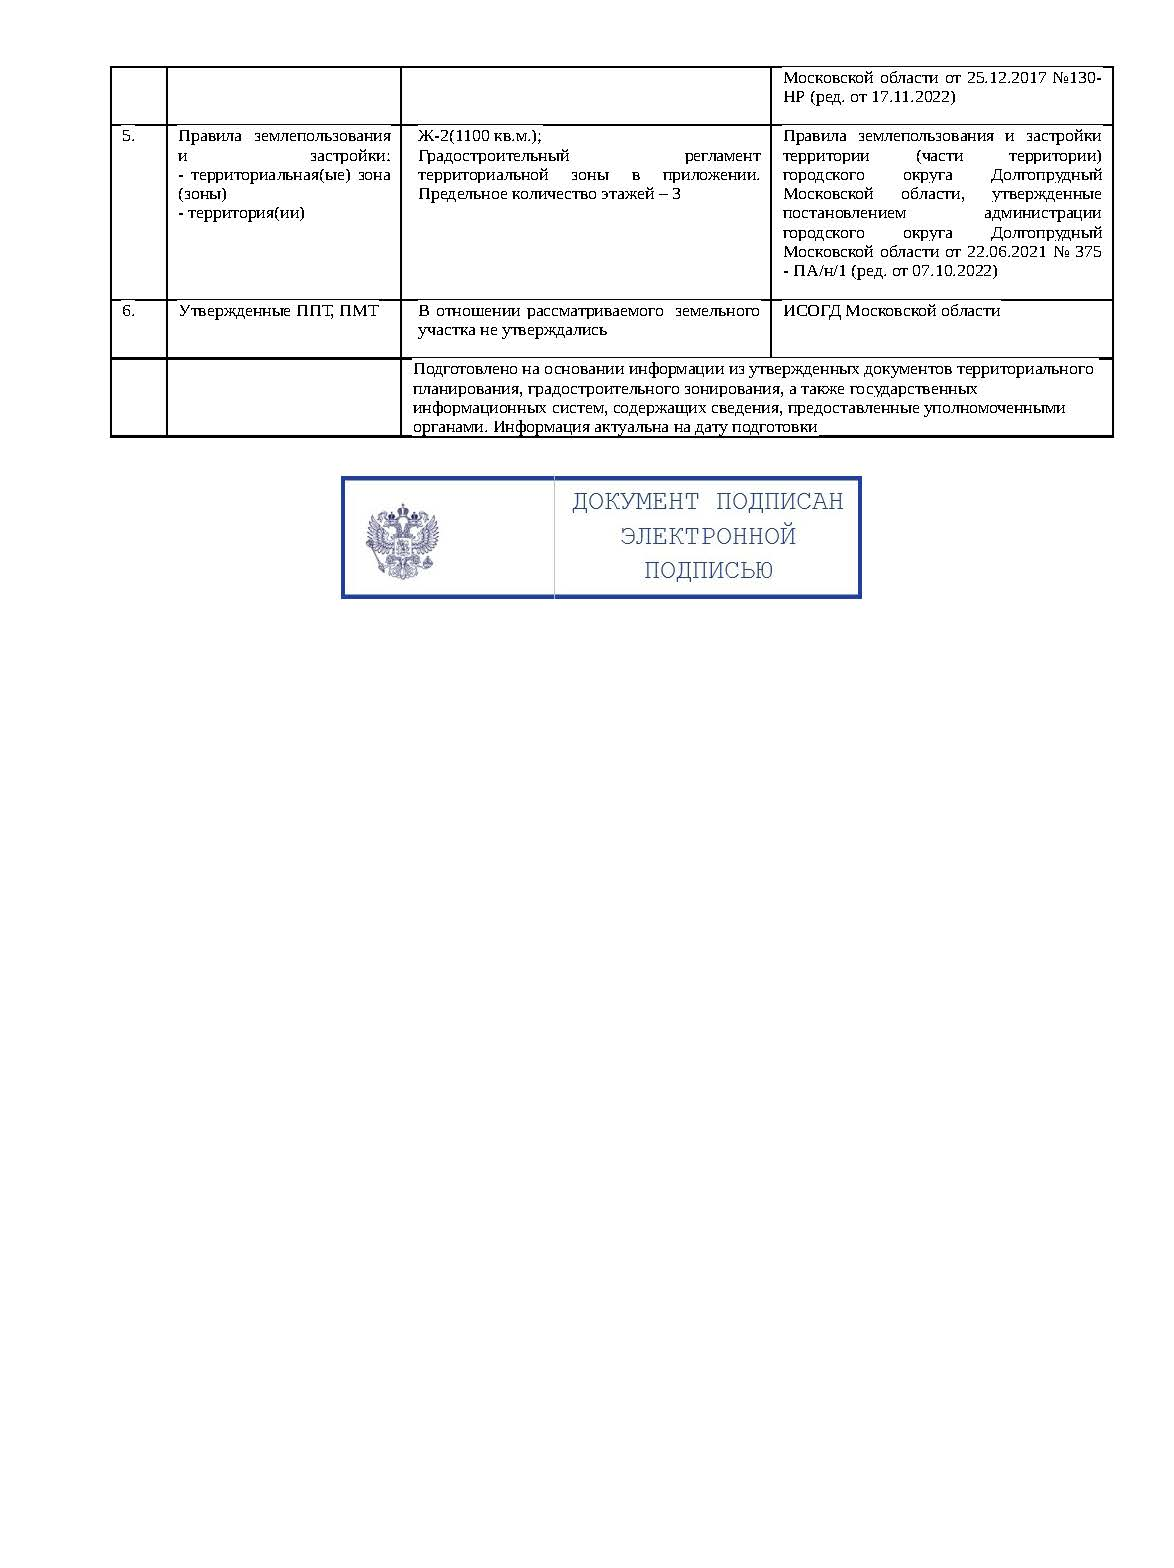 Московской области от 25.12.2017 №130-
НР (ред. от 17.11.2022)
5.
Правила землепользования
и застройки:
- территориальная(ые) зона
(зоны)
- территория(ии)
Ж-2(1100 кв.м.);
Градостроительный регламент
территориальной зоны в приложении.
Предельное количество этажей – 3
Правила землепользования и застройки
территории (части территории)
городского округа Долгопрудный
Московской области, утвержденные
постановлением администрации
городского округа Долгопрудный
Московской области от 22.06.2021 № 375
- ПА/н/1 (ред. от 07.10.2022)
6.
Утвержденные ППТ, ПМТ
В отношении рассматриваемого земельного
участка не утверждались
ИСОГД Московской области
Подготовлено на основании информации из утвержденных документов территориального
планирования, градостроительного зонирования, а также государственных
информационных систем, содержащих сведения, предоставленные уполномоченными
органами. Информация актуальна на дату подготовки
ДОКУМЕНТ ПОДПИСАН
ЭЛЕКТРОННОЙ
ПОДПИСЬЮ